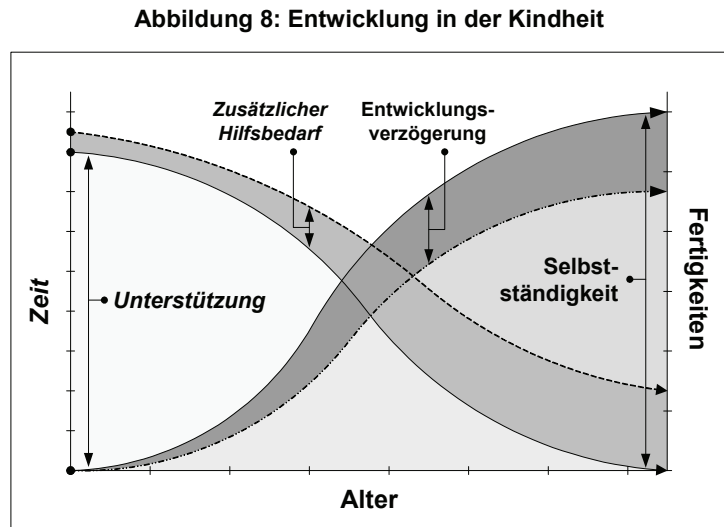 Abbildung 8: Entwicklung in der Kindheit
Zusätzlicher
Hilfsbedarf
Entwicklungs-
verzögerung
Zeit
Unterstützung
Selbst-
ständigkeit
Fertigkeiten
Alter